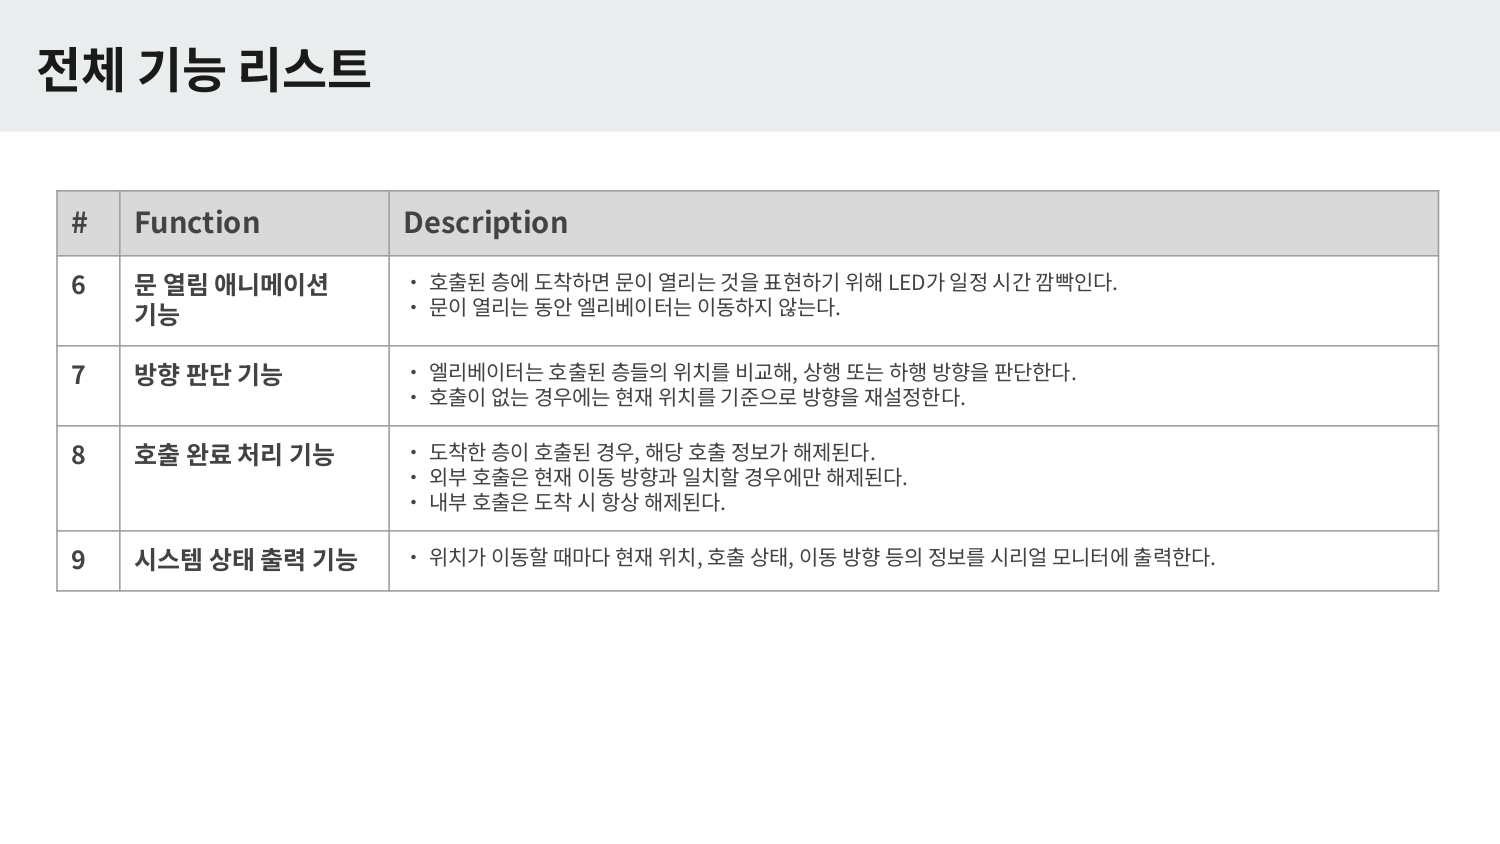 전체 기능 리스트
# Function Description
6 문 열림 애니메이션 기능
• 호출된 층에 도착하면 문이 열리는 것을 표현하기 위해 LED가 일정 시간 깜빡인다.
• 문이 열리는 동안 엘리베이터는 이동하지 않는다.
7 방향 판단 기능
• 엘리베이터는 호출된 층들의 위치를 비교해, 상행 또는 하행 방향을 판단한다.
• 호출이 없는 경우에는 현재 위치를 기준으로 방향을 재설정한다.
8 호출 완료 처리 기능
• 도착한 층이 호출된 경우, 해당 호출 정보가 해제된다.
• 외부 호출은 현재 이동 방향과 일치할 경우에만 해제된다.
• 내부 호출은 도착 시 항상 해제된다.
9 시스템 상태 출력 기능
• 위치가 이동할 때마다 현재 위치, 호출 상태, 이동 방향 등의 정보를 시리얼 모니터에 출력한다.